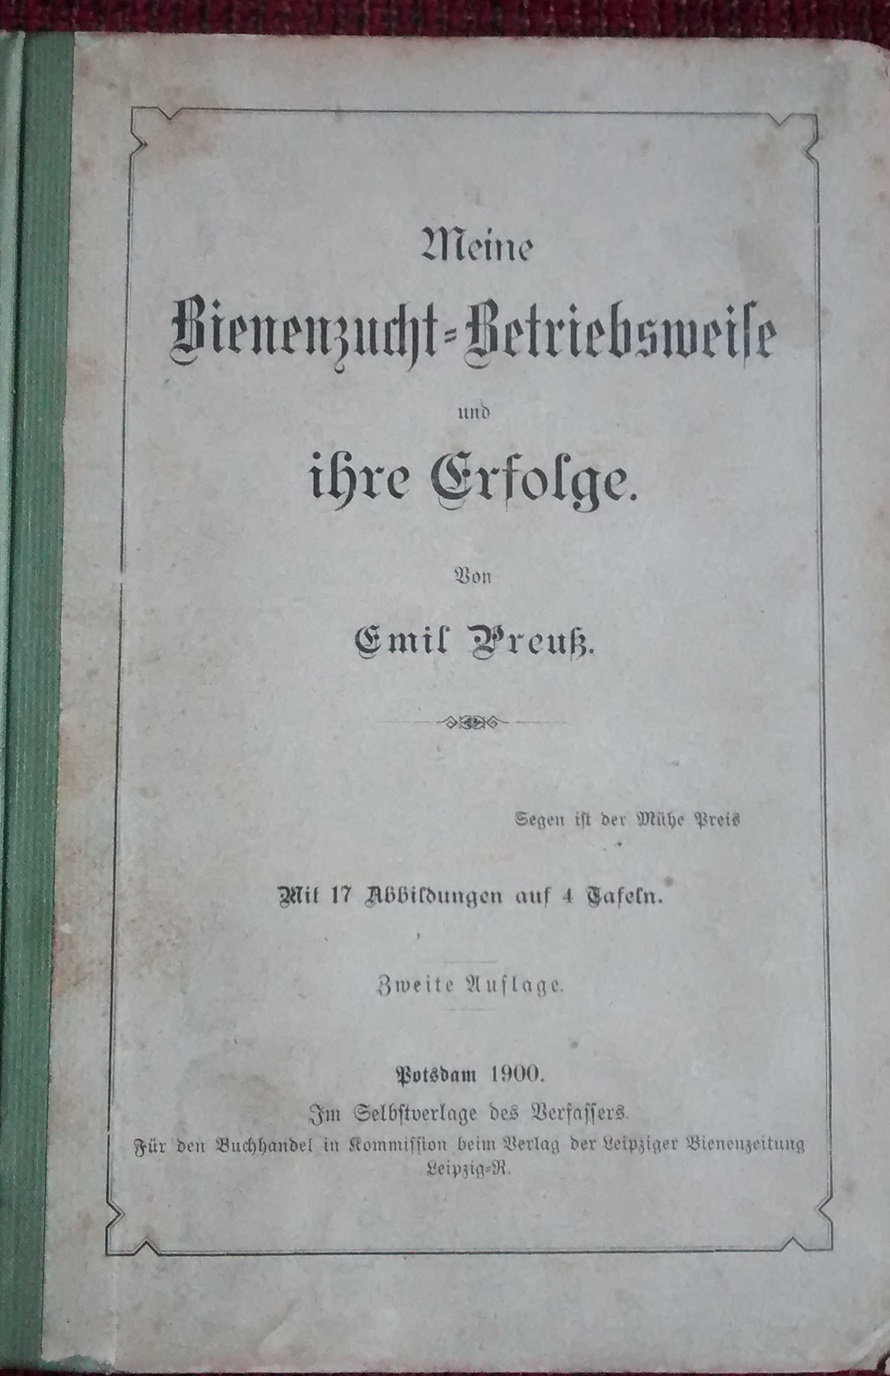 Meine
Bienenzucht-Betriebsweise
und
ihre Erfolge.
Von
Emil Preuß.
Segen ist der Mühe Preis
Mit 17 Abbildungen auf 4 Tafeln.
Zweite Auflage.
Potsdam 1900.
Im Selbstverlage des Verfassers.
Für den Buchhandel in Kommission beim Verlag der Leipziger Bienenzeitung
Leipzig-R.